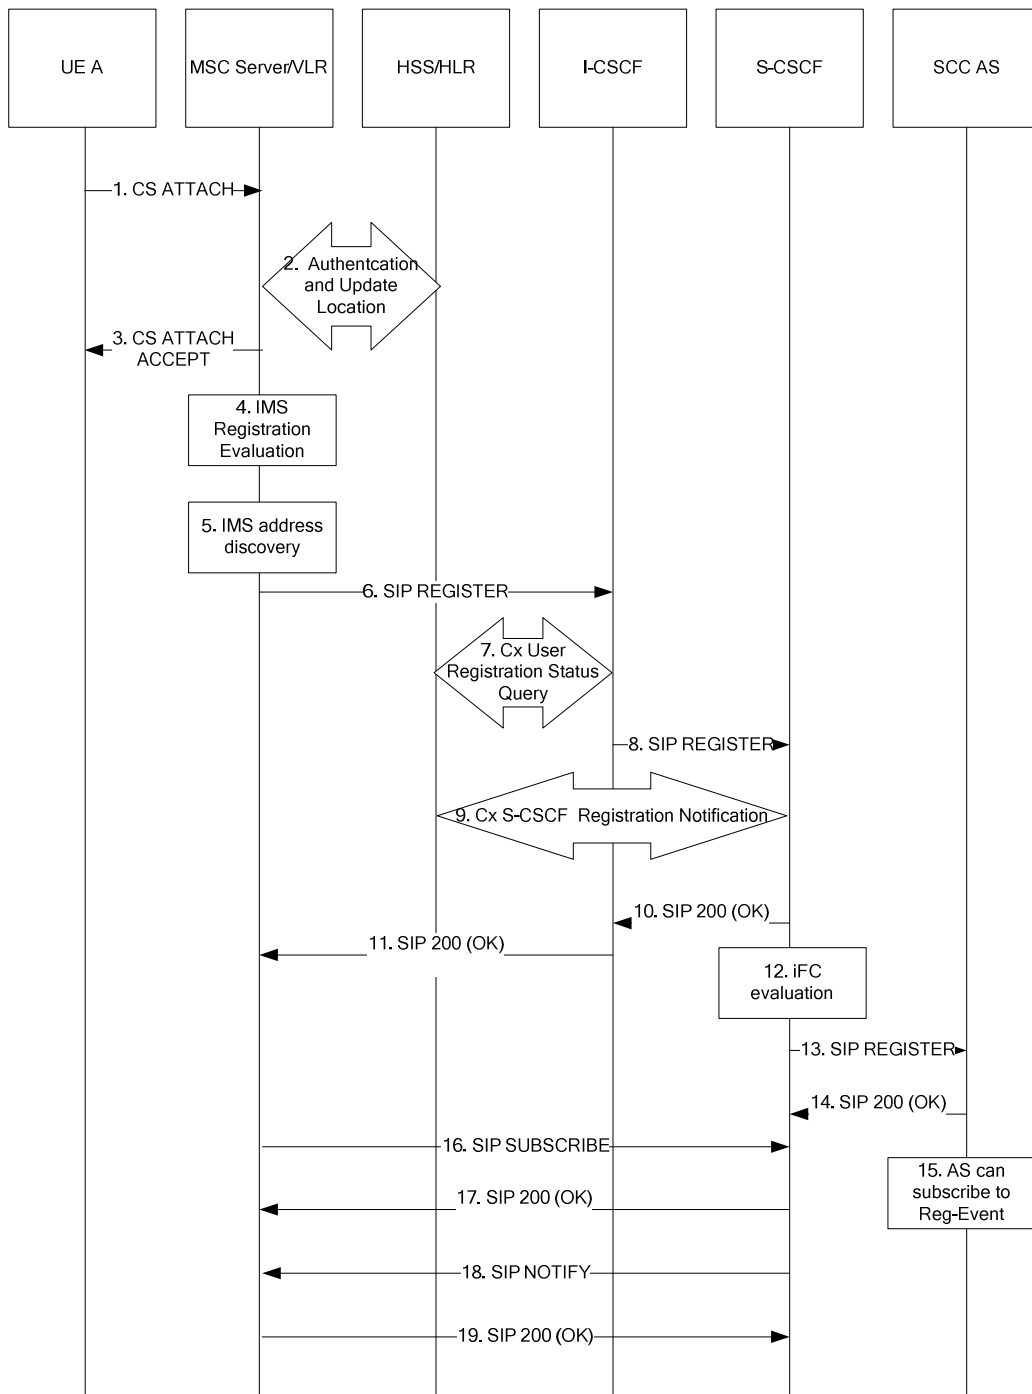 UE A
MSC Server/VLR
HSS/HLR
I-CSCF
S-CSCF
SCC AS
1. CS ATTACH
2. Authentcation
and Update
Location
3. CS ATTACH
ACCEPT
4. IMS
Registration
Evaluation
5. IMS address
discovery
6. SIP REGISTER
7. Cx User
Registration Status
Query
8. SIP REGISTER
9. Cx S-CSCF Registration Notification
10. SIP 200 (OK)
11. SIP 200 (OK)
12. iFC
evaluation
13. SIP REGISTER
14. SIP 200 (OK)
16. SIP SUBSCRIBE
15. AS can
subscribe to
Reg-Event
17. SIP 200 (OK)
18. SIP NOTIFY
19. SIP 200 (OK)